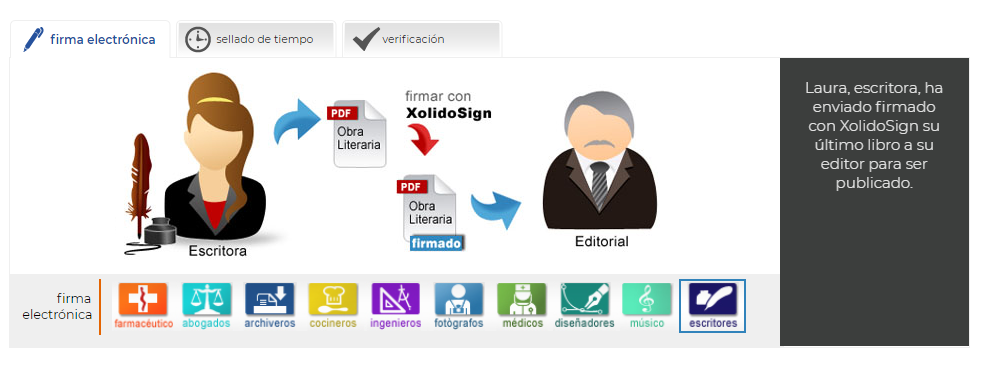 firma electrónica
sellado de tiempo
verificación
PDF
Obra
Literaria
firmar con
XolidoSign
PDF
Obra
Literaria
firmado
Escritora
Editorial
Laura, escritora, ha
enviado firmado
con XolidoSign su
último libro a su
editor para ser
publicado.
firma
electrónica
farmacéutico
abogados
archiveros
cocineros
ingenieros
fotógrafos
médicos
diseñadores
músico
escritores